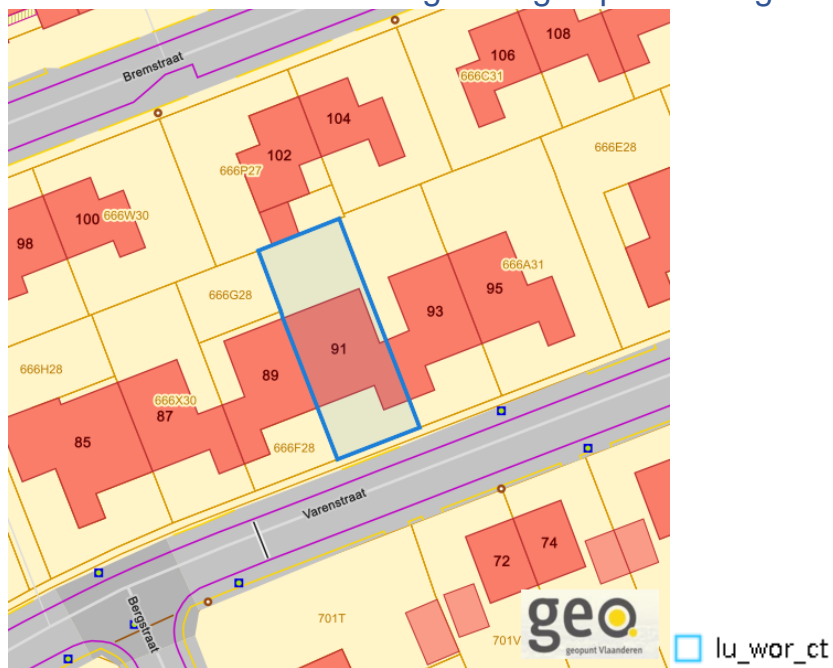 Bremstraat
106
108
666C31
104
102
666P27
666E28
100
666W30
98
666A31
666G28
95
93
91
89
666H28
666X30
87
85
666F28
Varenstraat
72
74
Bergstraat
701T
701V
geo
geopunt Vlaanderen
lu_wor_ct